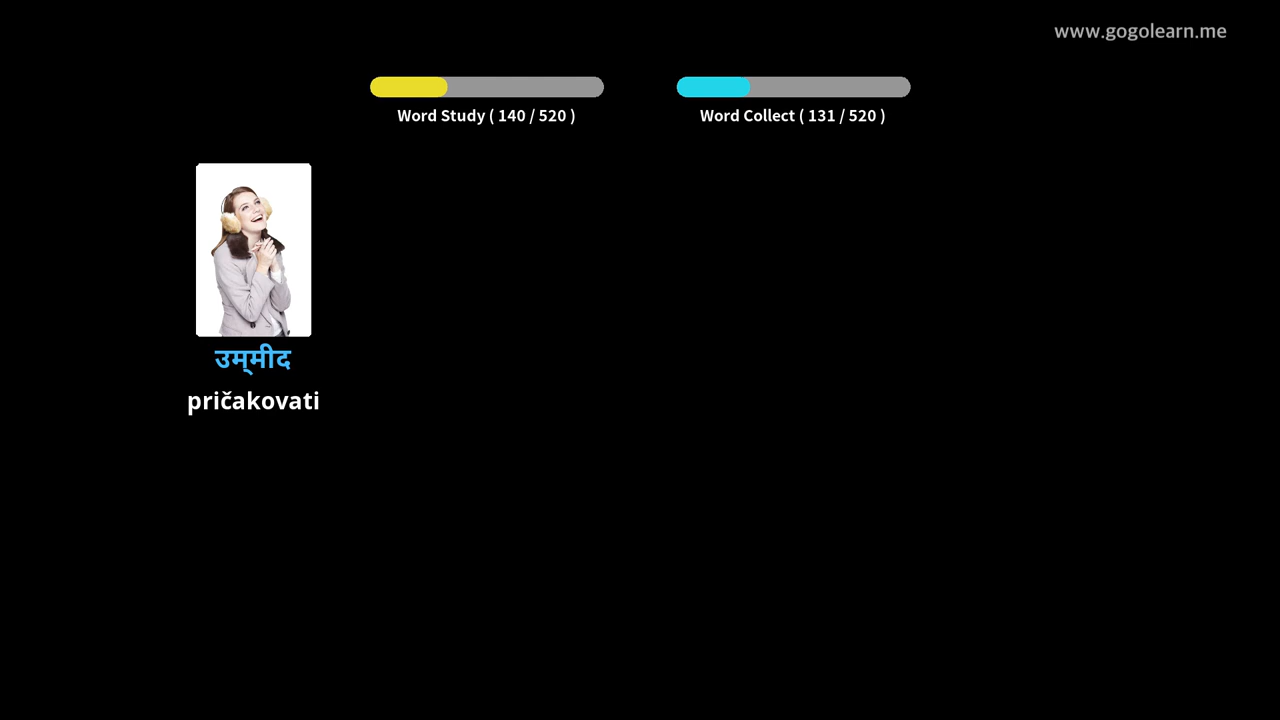 www.gogolearn.me
Word Study ( 140 / 520 )
Word Collect ( 131 / 520 )
उम्‍मीद
pričakovati